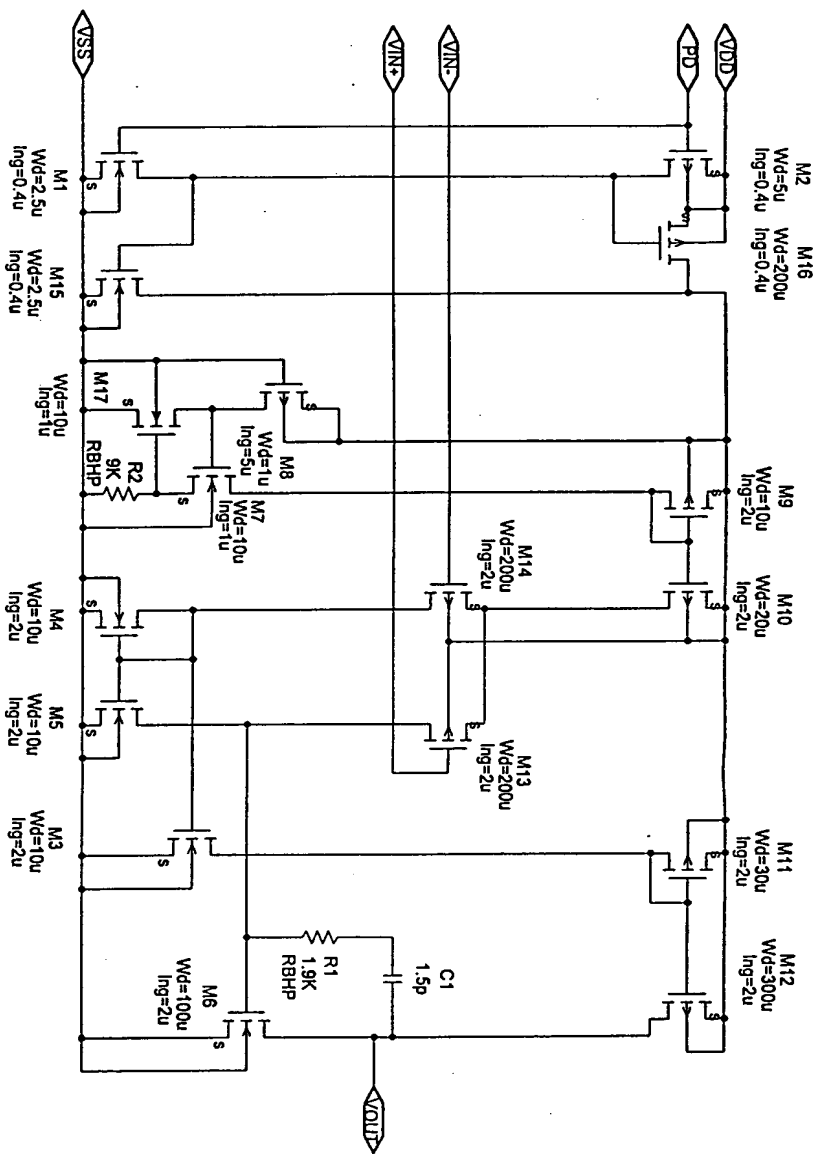 VDD
PD
VIN-
VIN+
VSS
M2
Wd=5u
lng=0.4u
s
M16
Wd=200u
lng=0.4u
s
M1
Wd=2.5u
lng=0.4u
s
M15
Wd=2.5u
lng=0.4u
s
M8
Wd=1u
lng=5u
s
M17
Wd=10u
lng=1u
s
R2
9K
RBHP
M7
Wd=10u
lng=1u
s
M9
Wd=10u
lng=2u
s
M10
Wd=20u
lng=2u
s
M14
Wd=200u
lng=2u
s
M13
Wd=200u
lng=2u
s
M4
Wd=10u
lng=2u
s
M5
Wd=10u
lng=2u
s
M3
Wd=10u
lng=2u
s
M11
Wd=30u
lng=2u
s
M12
Wd=300u
lng=2u
s
C1
1.5p
R1
1.9K
RBHP
M6
Wd=100u
lng=2u
s
VOUT